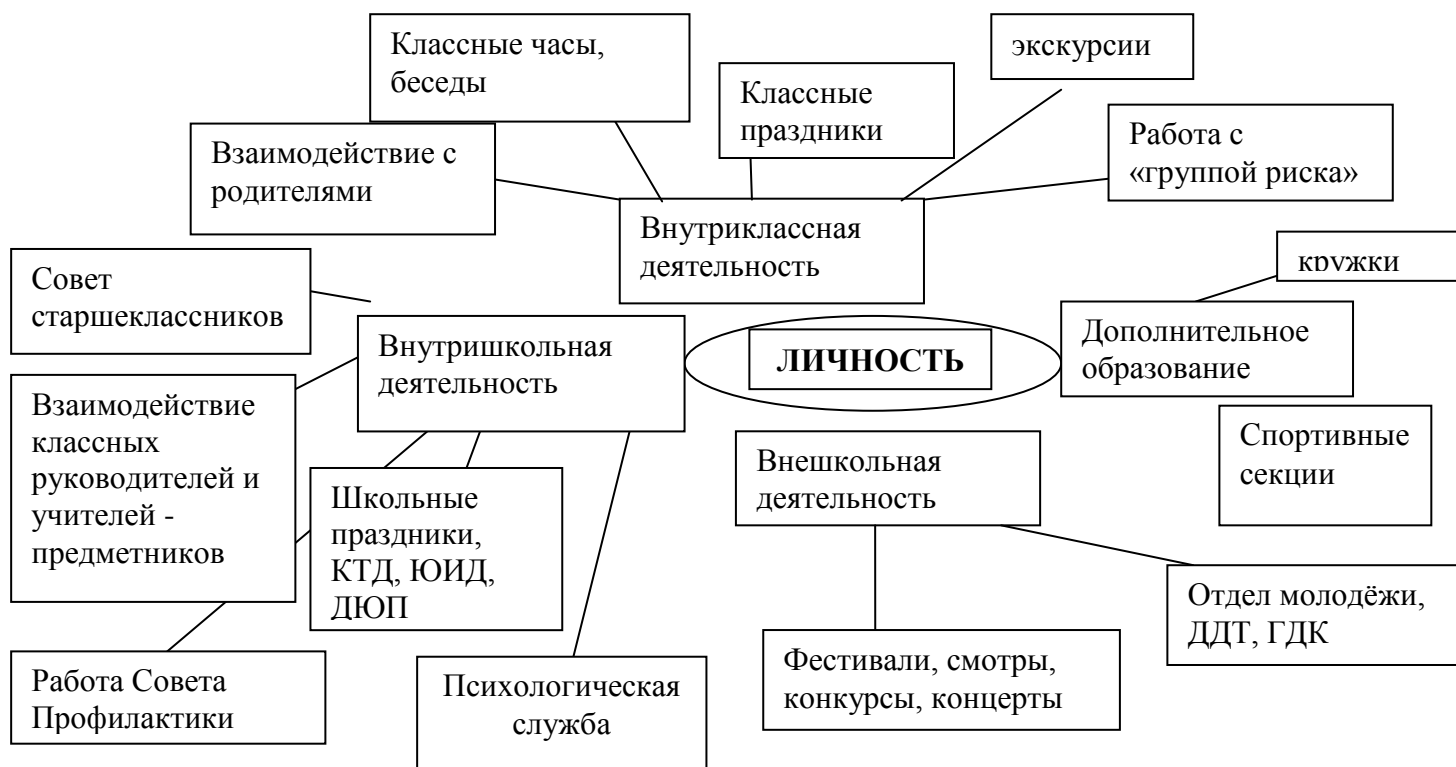 Классные часы,
беседы
экскурсии
Классные
праздники
Взаимодействие с
родителями
Работа с
«группой риска»
Внутриклассная
деятельность
Совет
старшеклассников
кружки
Внутришкольная
деятельность
ЛИЧНОСТЬ
Дополнительное
образование
Взаимодействие
классных
руководителей и
учителей -
предметников
Спортивные
секции
Внешкольная
деятельность
Школьные
праздники,
КТД, ЮИД,
ДЮП
Отдел молодёжи,
ДДТ, ГДК
Фестивали, смотры,
конкурсы, концерты
Работа Совета
Профилактики
Психологическая
служба